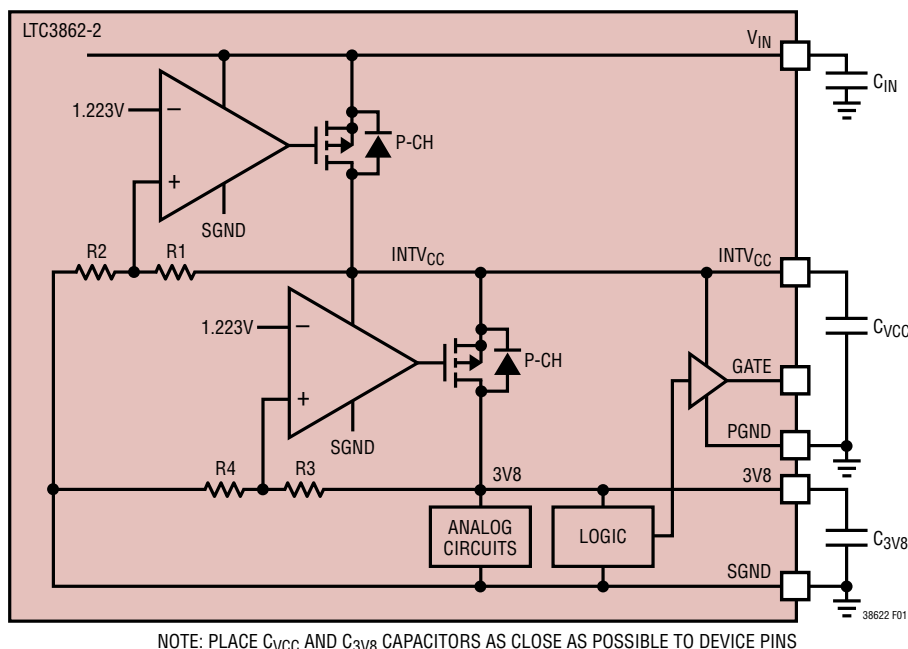 LTC3862-2
VIN
CIN
1.223V
−
+
P-CH
SGND
R2
R1
INTVCC
INTVCC
CVCC
1.223V
−
+
P-CH
SGND
GATE
PGND
R4
R3
3V8
3V8
ANALOG
CIRCUITS
LOGIC
C3V8
SGND
38622 F01
NOTE: PLACE CVCC AND C3V8 CAPACITORS AS CLOSE AS POSSIBLE TO DEVICE PINS